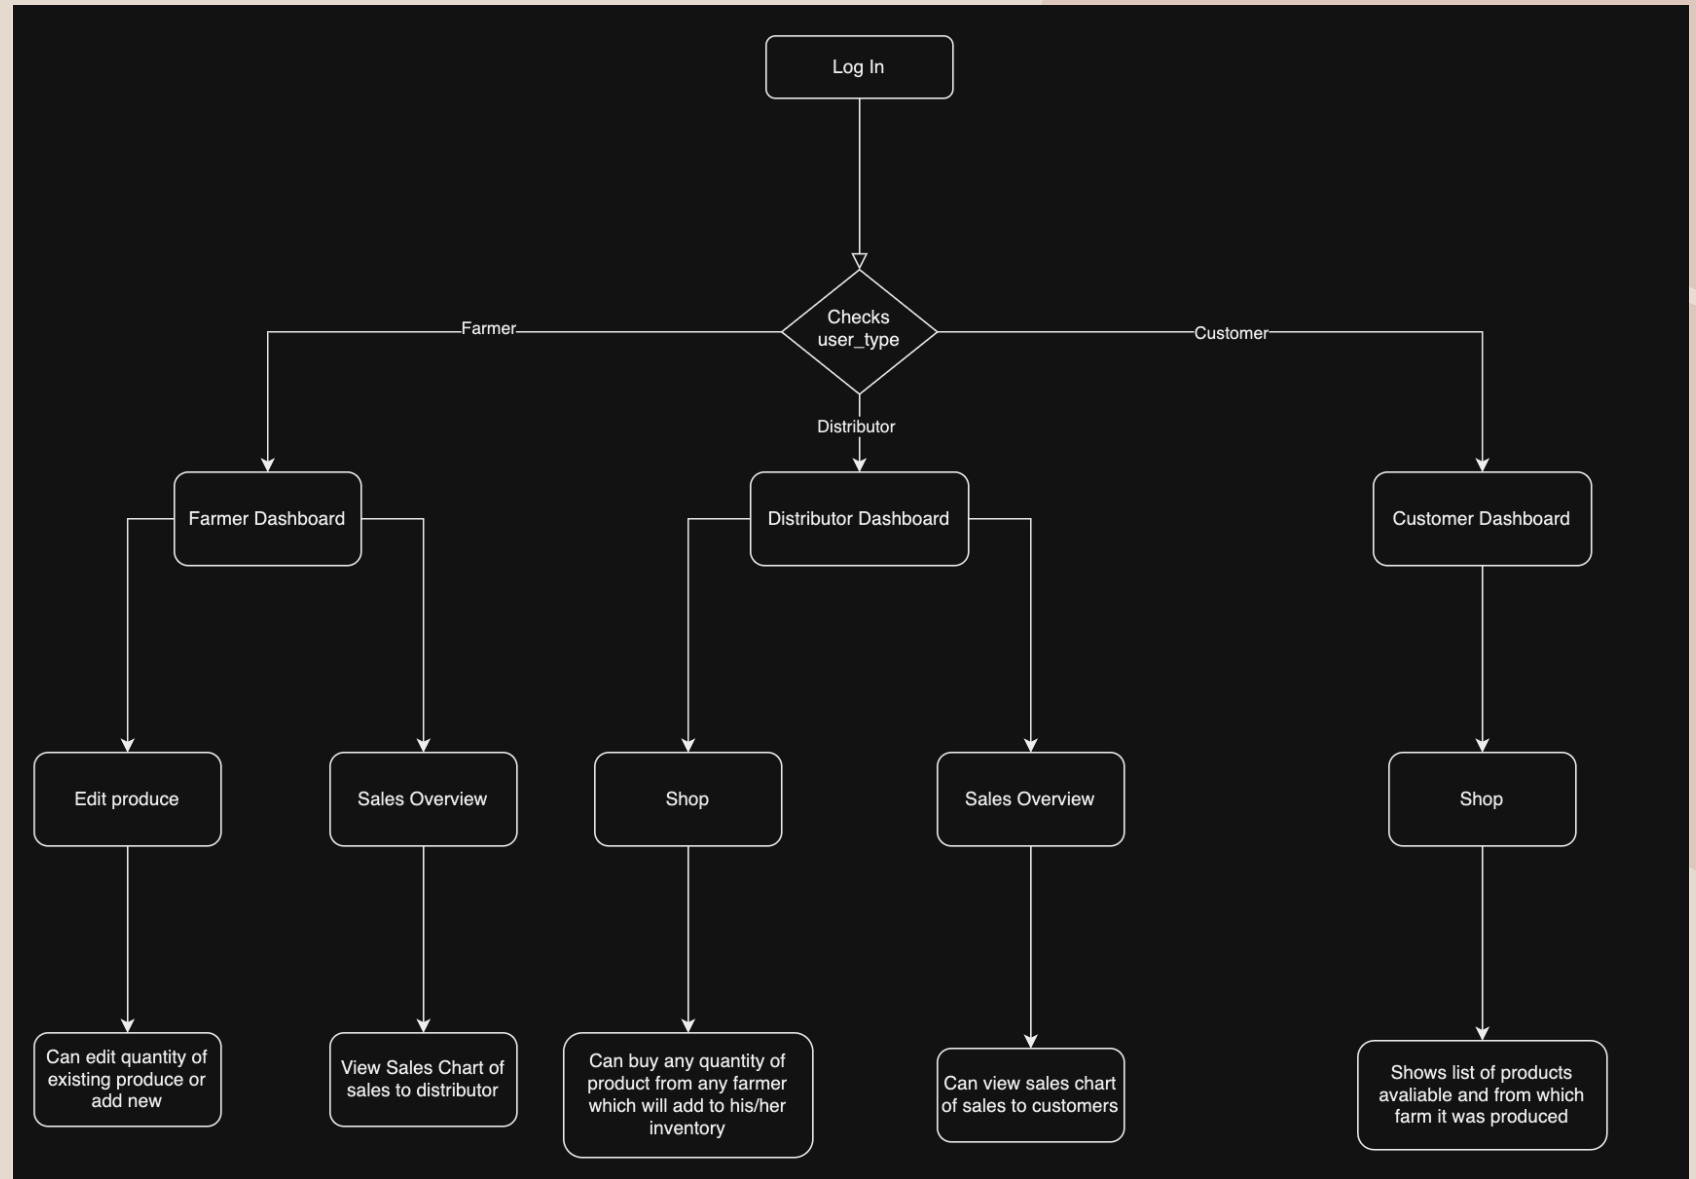 Log In
Checks
user_type
Farmer
Customer
Distributor
Farmer Dashboard
Distributor Dashboard
Customer Dashboard
Edit produce
Sales Overview
Shop
Sales Overview
Shop
Can edit quantity of
existing produce or
add new
View Sales Chart of
sales to distributor
Can buy any quantity of
product from any farmer
which will add to his/her
inventory
Can view sales chart
of sales to customers
Shows list of products
avaliable and from which
farm it was produced